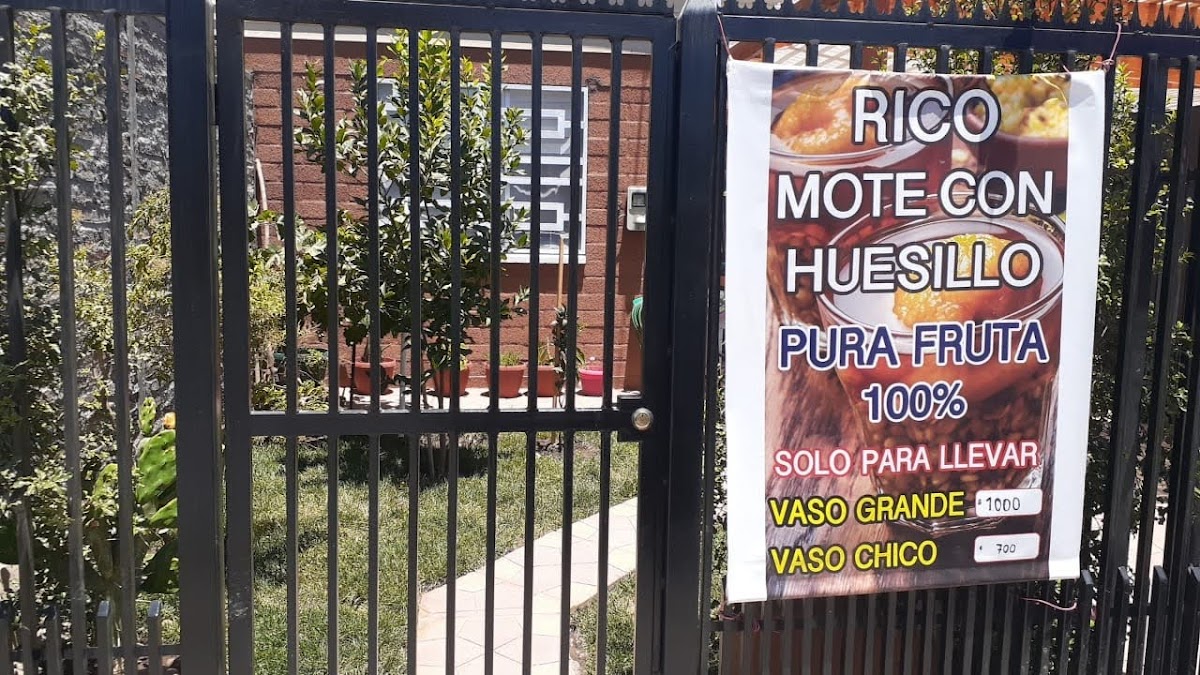 RICO
MOTE CON
HUESILLO
PURA FRUTA
100%
SOLO PARA LLEVAR
VASO GRANDE $1000
VASO CHICO $700